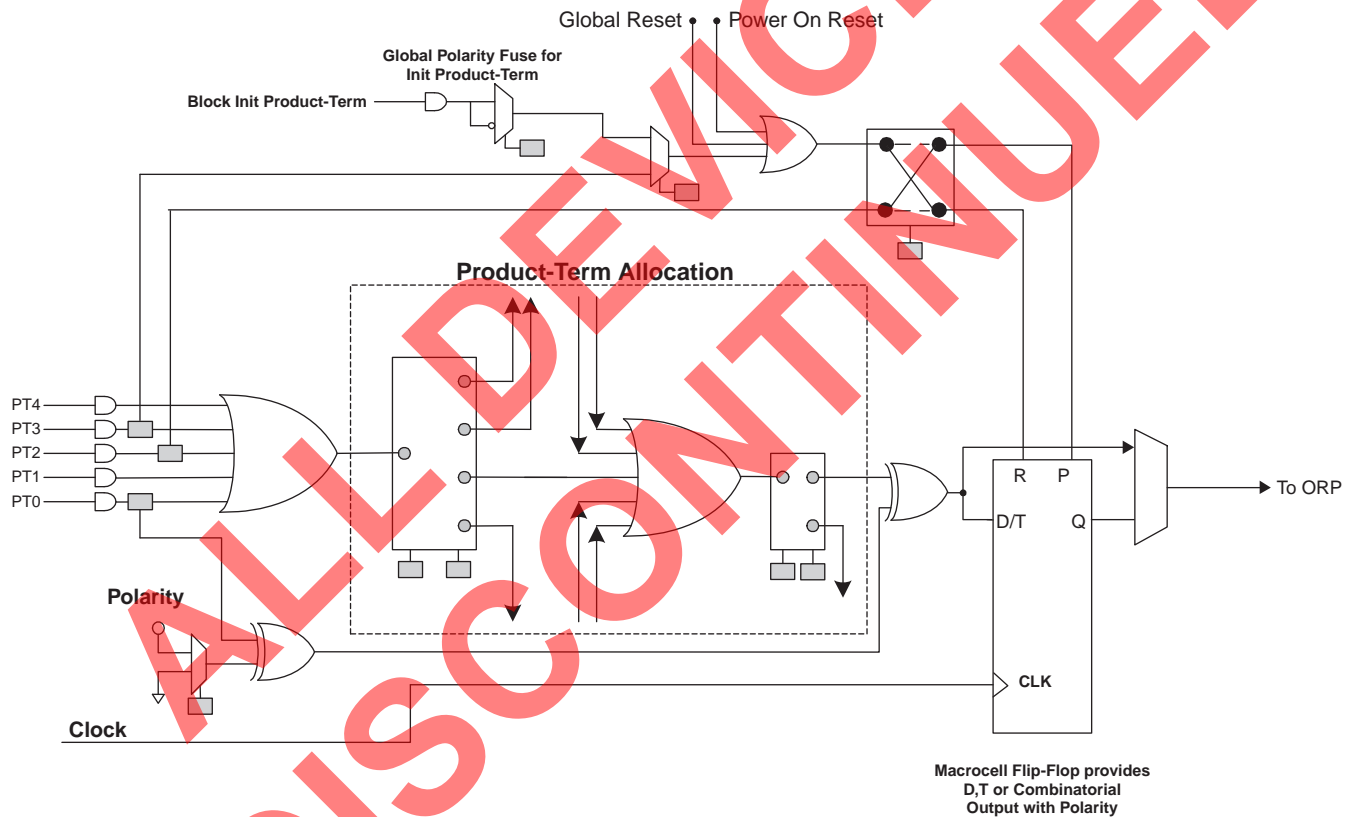 Global Reset
Power On Reset
Global Polarity Fuse for
Init Product-Term
Block Init Product-Term
Product-Term Allocation
PT4
PT3
PT2
PT1
PT0
R
P
D/T
Q
To ORP
Polarity
CLK
Clock
Macrocell Flip-Flop provides
D,T or Combinatorial
Output with Polarity
ALL DEVIC
DISCONTINUE